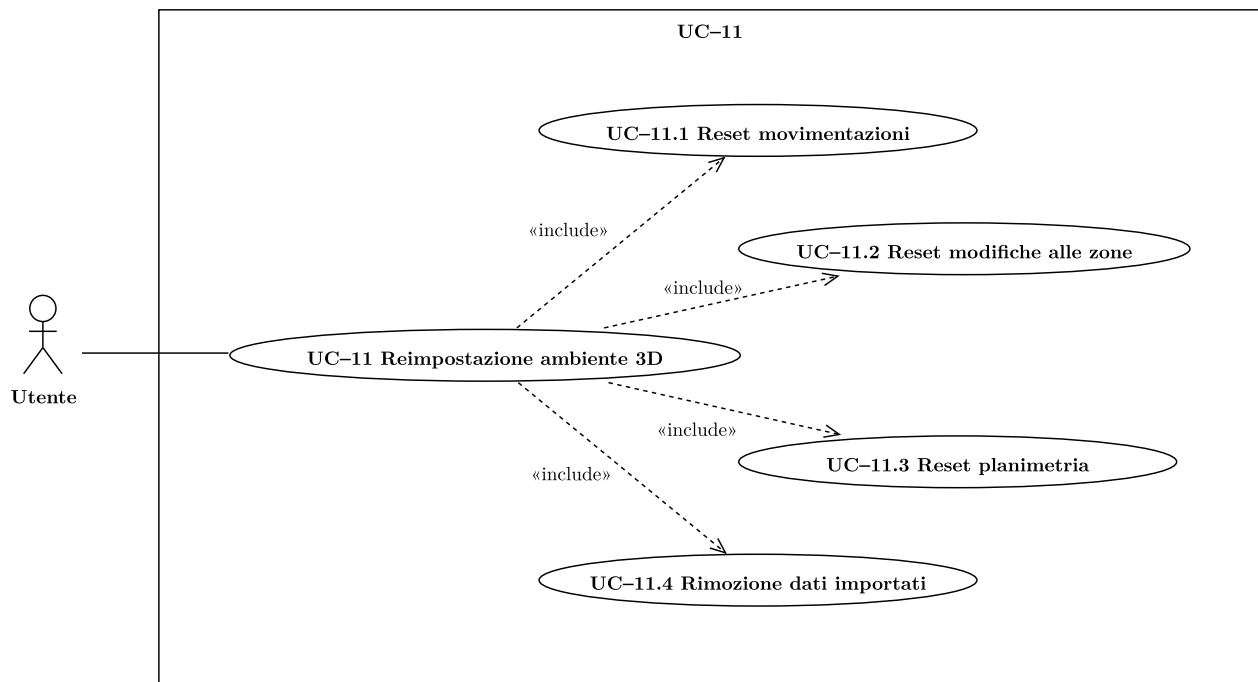 UC–11
UC–11.1 Reset movimentazioni
«include»
UC–11.2 Reset modifiche alle zone
«include»
UC–11 Reimpostazione ambiente 3D
Utente
«include»
UC–11.3 Reset planimetria
«include»
UC–11.4 Rimozione dati importati